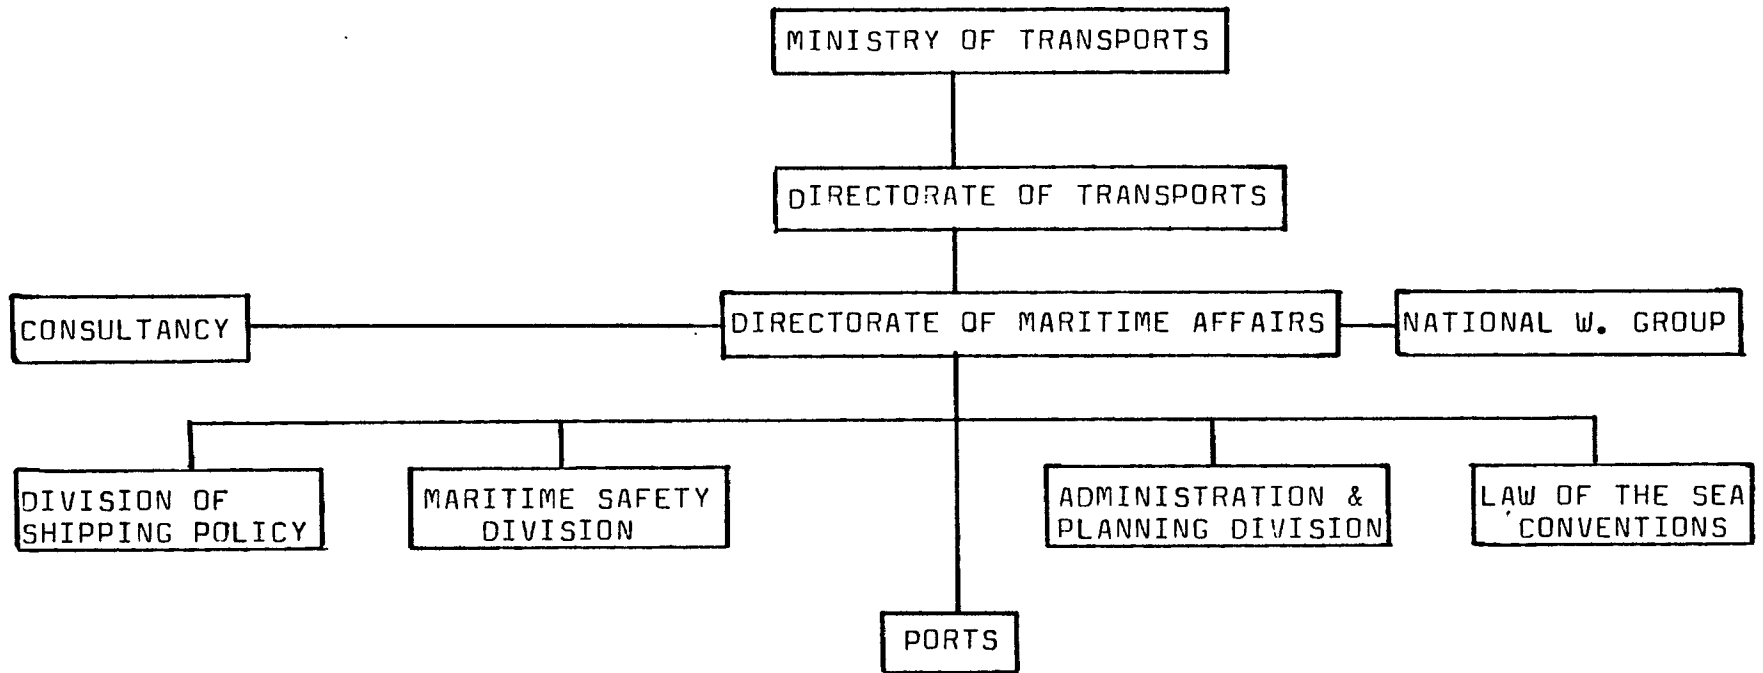 MINISTRY OF TRANSPORTS
DIRECTORATE OF TRANSPORTS
CONSULTANCY
DIRECTORATE OF MARITIME AFFAIRS
NATIONAL W. GROUP
DIVISION OF
SHIPPING POLICY
MARITIME SAFETY
DIVISION
ADMINISTRATION &
PLANNING DIVISION
LAW OF THE SEA
CONVENTIONS
PORTS